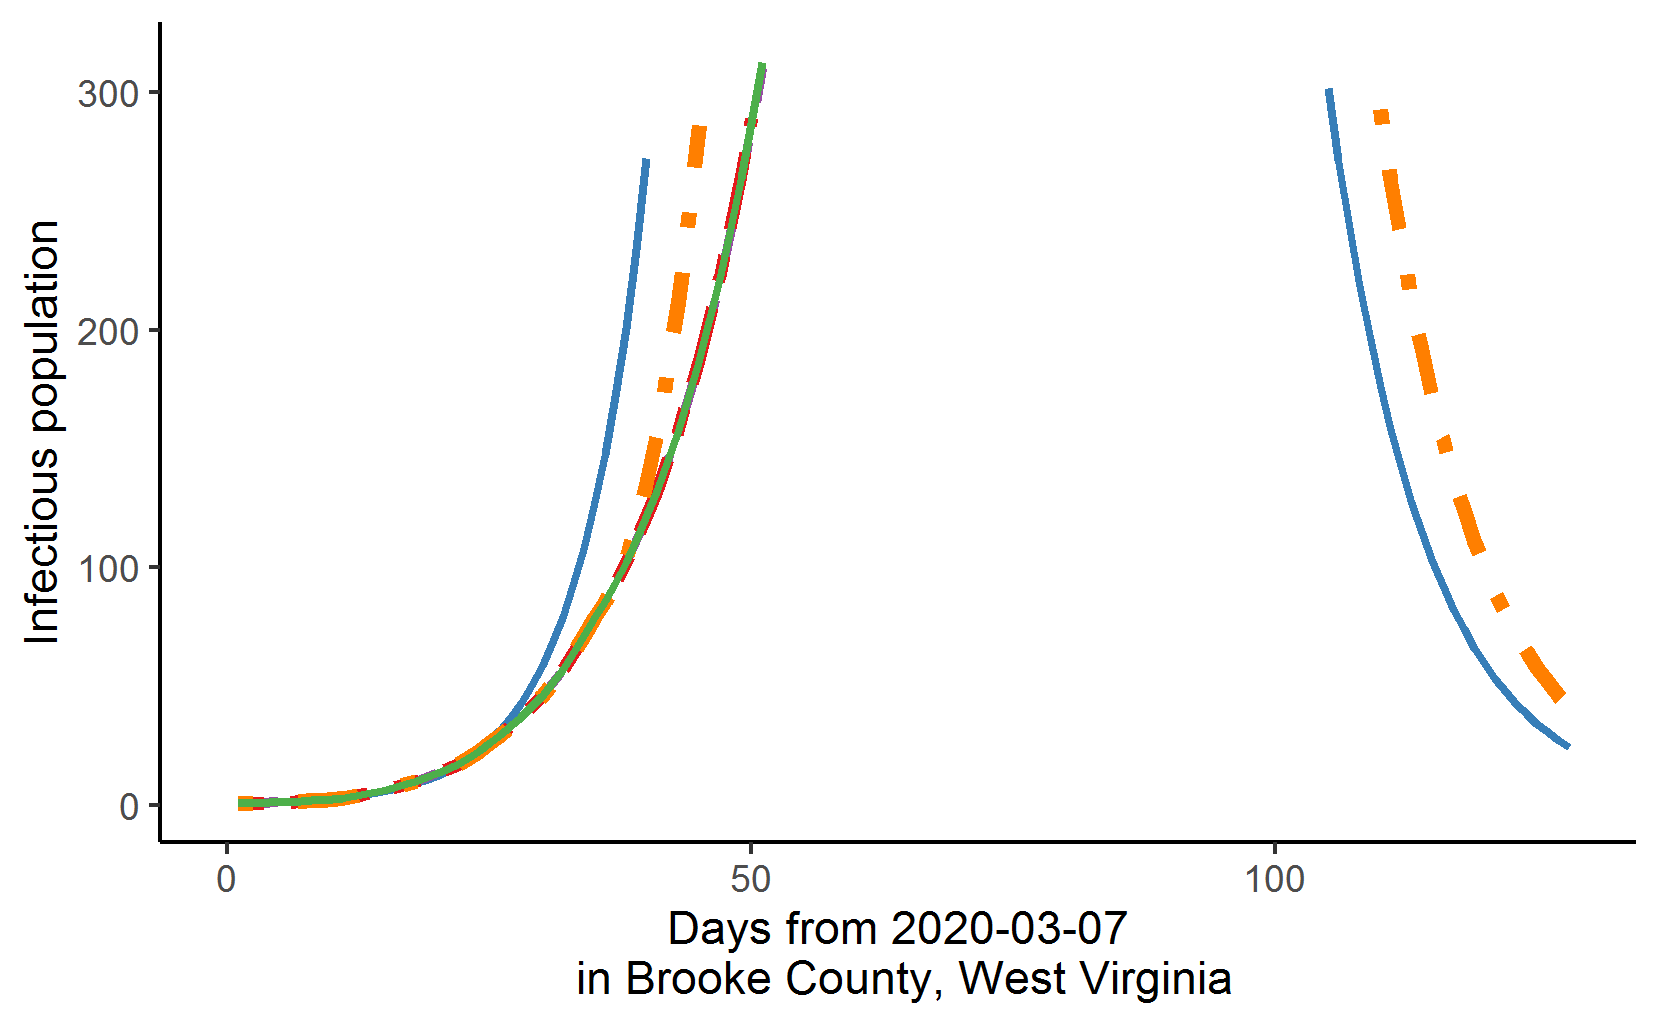 Infectious population
300
200
100
0
0 50 100
Days from 2020-03-07
in Brooke County, West Virginia